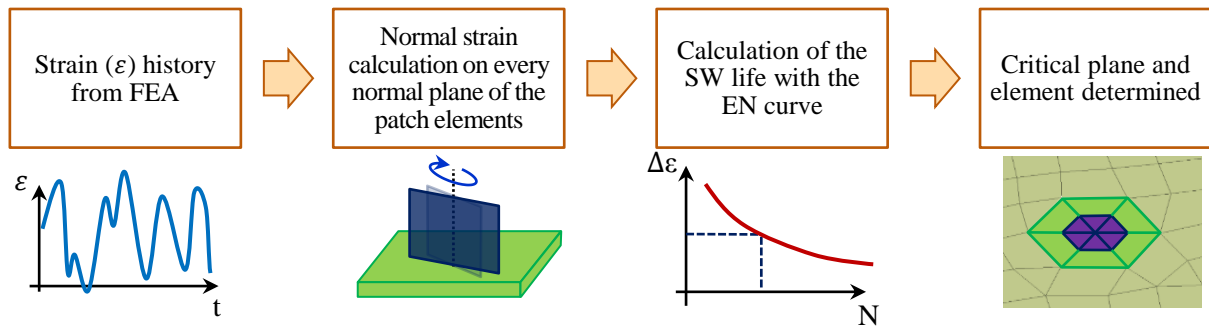 Strain (ε) history
from FEA
Normal strain
calculation on every
normal plane of the
patch elements
Calculation of the
SW life with the
EN curve
Critical plane and
element determined
ε
t
Δε
N